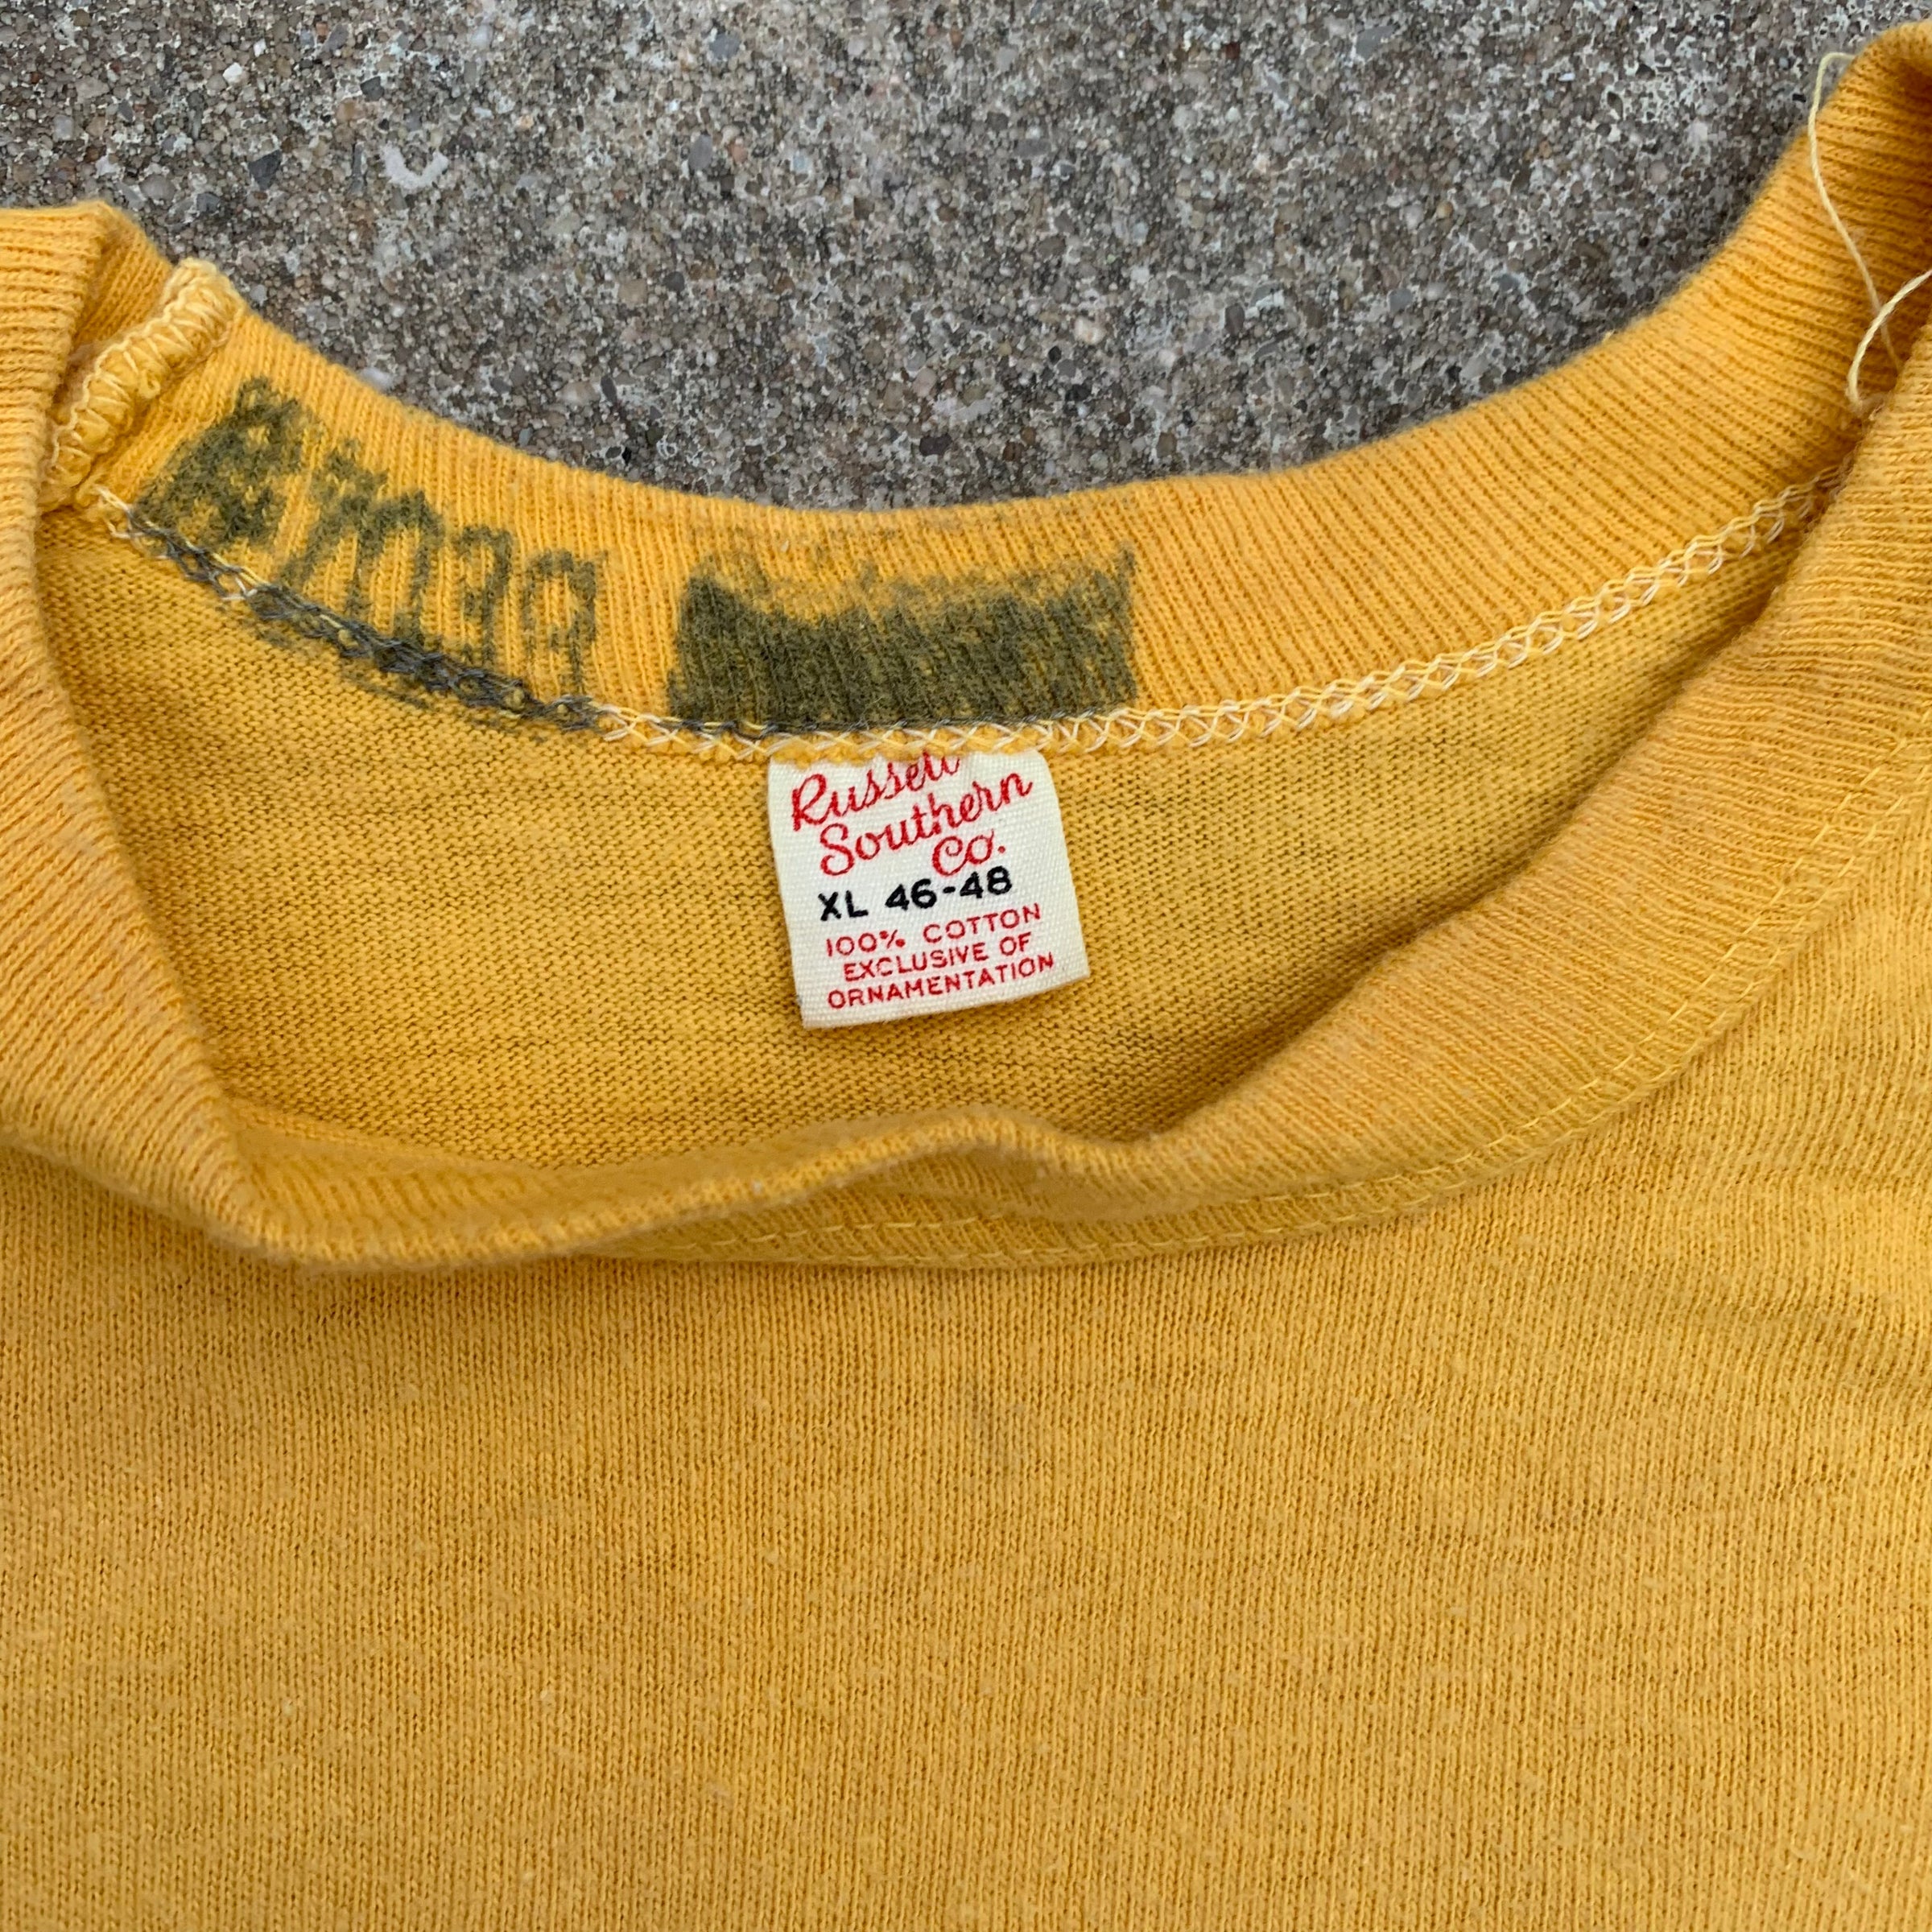 Russell
Southern
Co.
XL 46-48
100% COTTON
EXCLUSIVE OF
ORNAMENTATION